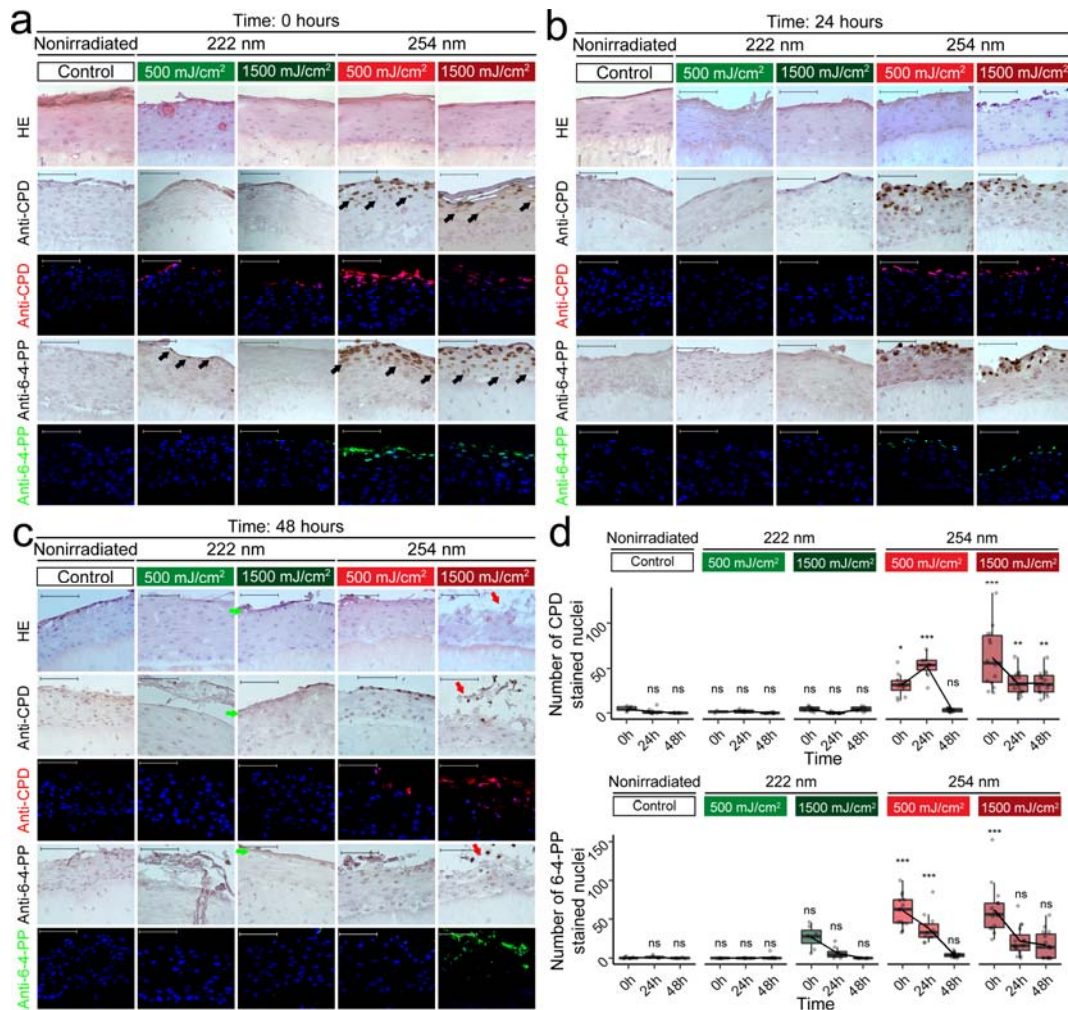 a
Time: 0 hours
Nonirradiated 222 nm 254 nm
Control 500 mJ/cm² 1500 mJ/cm² 500 mJ/cm² 1500 mJ/cm²
HE
Anti-CPD
Anti-CPD
Anti-6-4-PP
Anti-6-4-PP
b
Time: 24 hours
Nonirradiated 222 nm 254 nm
Control 500 mJ/cm² 1500 mJ/cm² 500 mJ/cm² 1500 mJ/cm²
HE
Anti-CPD
Anti-CPD
Anti-6-4-PP
Anti-6-4-PP
c
Time: 48 hours
Nonirradiated 222 nm 254 nm
Control 500 mJ/cm² 1500 mJ/cm² 500 mJ/cm² 1500 mJ/cm²
HE
Anti-CPD
Anti-CPD
Anti-6-4-PP
Anti-6-4-PP
d
Nonirradiated 222 nm 254 nm
Control 500 mJ/cm² 1500 mJ/cm² 500 mJ/cm² 1500 mJ/cm²
Number of CPD
stained nuclei
100
50
0
ns ns ns ns ns ns ns ns * *** ns *** ** **
0h 24h 48h 0h 24h 48h 0h 24h 48h 0h 24h 48h 0h 24h 48h
Time
Nonirradiated 222 nm 254 nm
Control 500 mJ/cm² 1500 mJ/cm² 500 mJ/cm² 1500 mJ/cm²
Number of 6-4-PP
stained nuclei
150
100
50
0
ns ns ns ns ns ns ns ns *** *** ns *** ns ns
0h 24h 48h 0h 24h 48h 0h 24h 48h 0h 24h 48h 0h 24h 48h
Time